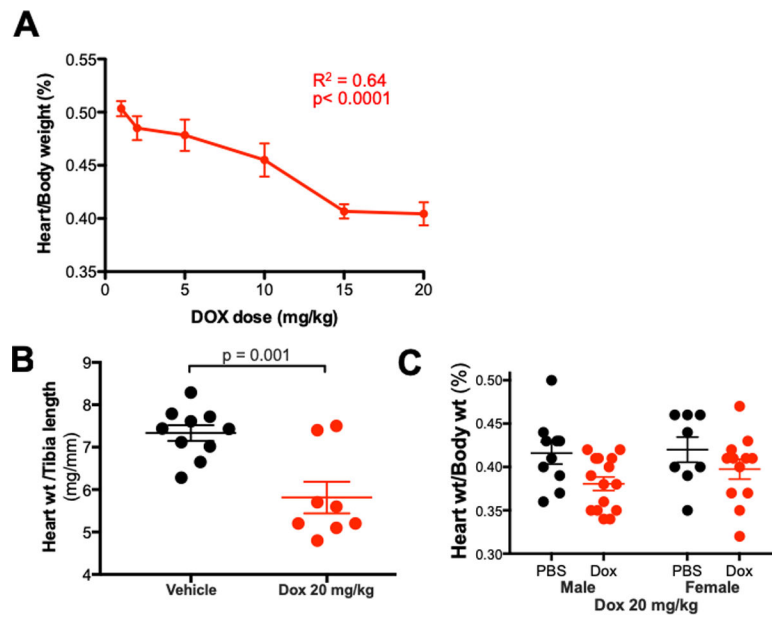 A
0.55
0.50
0.45
0.40
0.35
Heart/Body weight (%)
R² = 0.64
p< 0.0001
0 5 10 15 20
DOX dose (mg/kg)
B
p = 0.001
9
8
7
6
5
4
Heart wt /Tibia length
(mg/mm)
Vehicle Dox 20 mg/kg
C
0.50
0.45
0.40
0.35
0.30
Heart wt/Body wt (%)
PBS Dox PBS Dox
Male Female
Dox 20 mg/kg